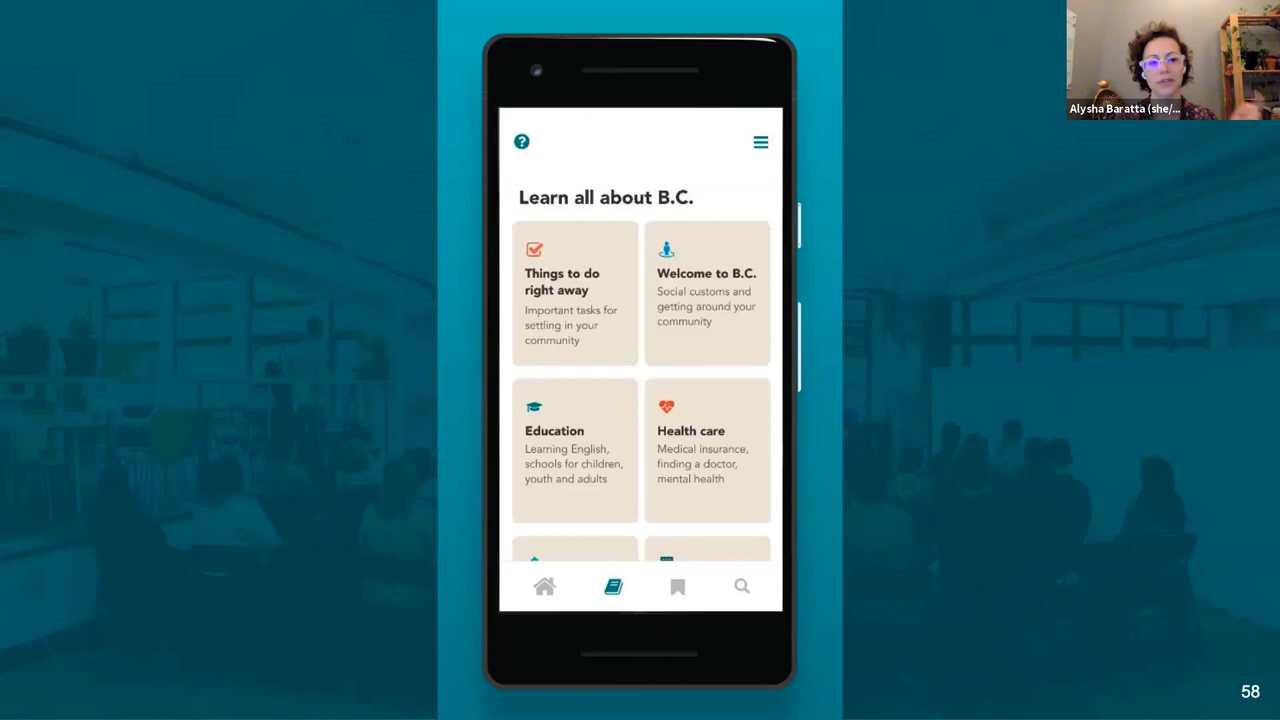 Alysha Baratta (she/...
?
Learn all about B.C.
Things to do
right away
Important tasks for
settling in your
community
Welcome to B.C.
Social customs and
getting around your
community
Education
Learning English,
schools for children,
youth and adults
Health care
Medical insurance,
finding a doctor,
mental health
58